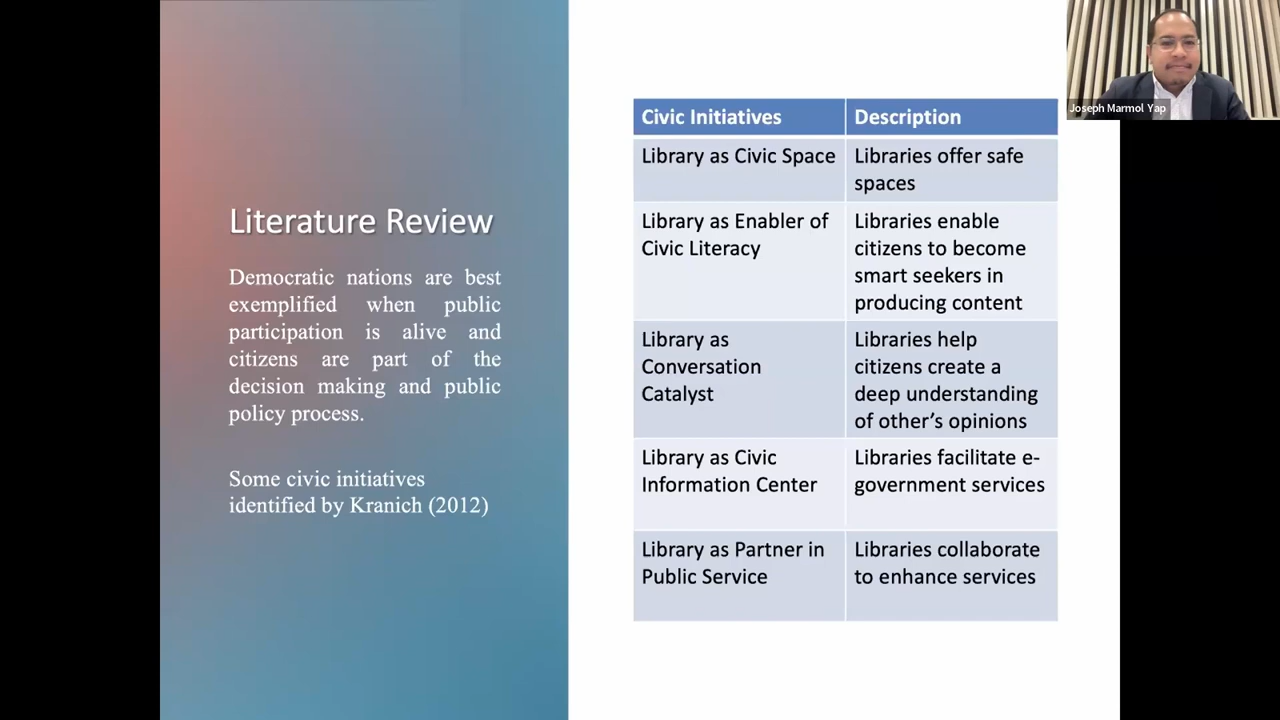 Literature Review
Democratic nations are best
exemplified when public
participation is alive and
citizens are part of the
decision making and public
policy process.
Some civic initiatives
identified by Kranich (2012)
Civic Initiatives
Description
Library as Civic Space
Libraries offer safe
spaces
Library as Enabler of
Civic Literacy
Libraries enable
citizens to become
smart seekers in
producing content
Library as
Conversation
Catalyst
Libraries help
citizens create a
deep understanding
of other’s opinions
Library as Civic
Information Center
Libraries facilitate e-
government services
Library as Partner in
Public Service
Libraries collaborate
to enhance services
Joseph Marmol Yap